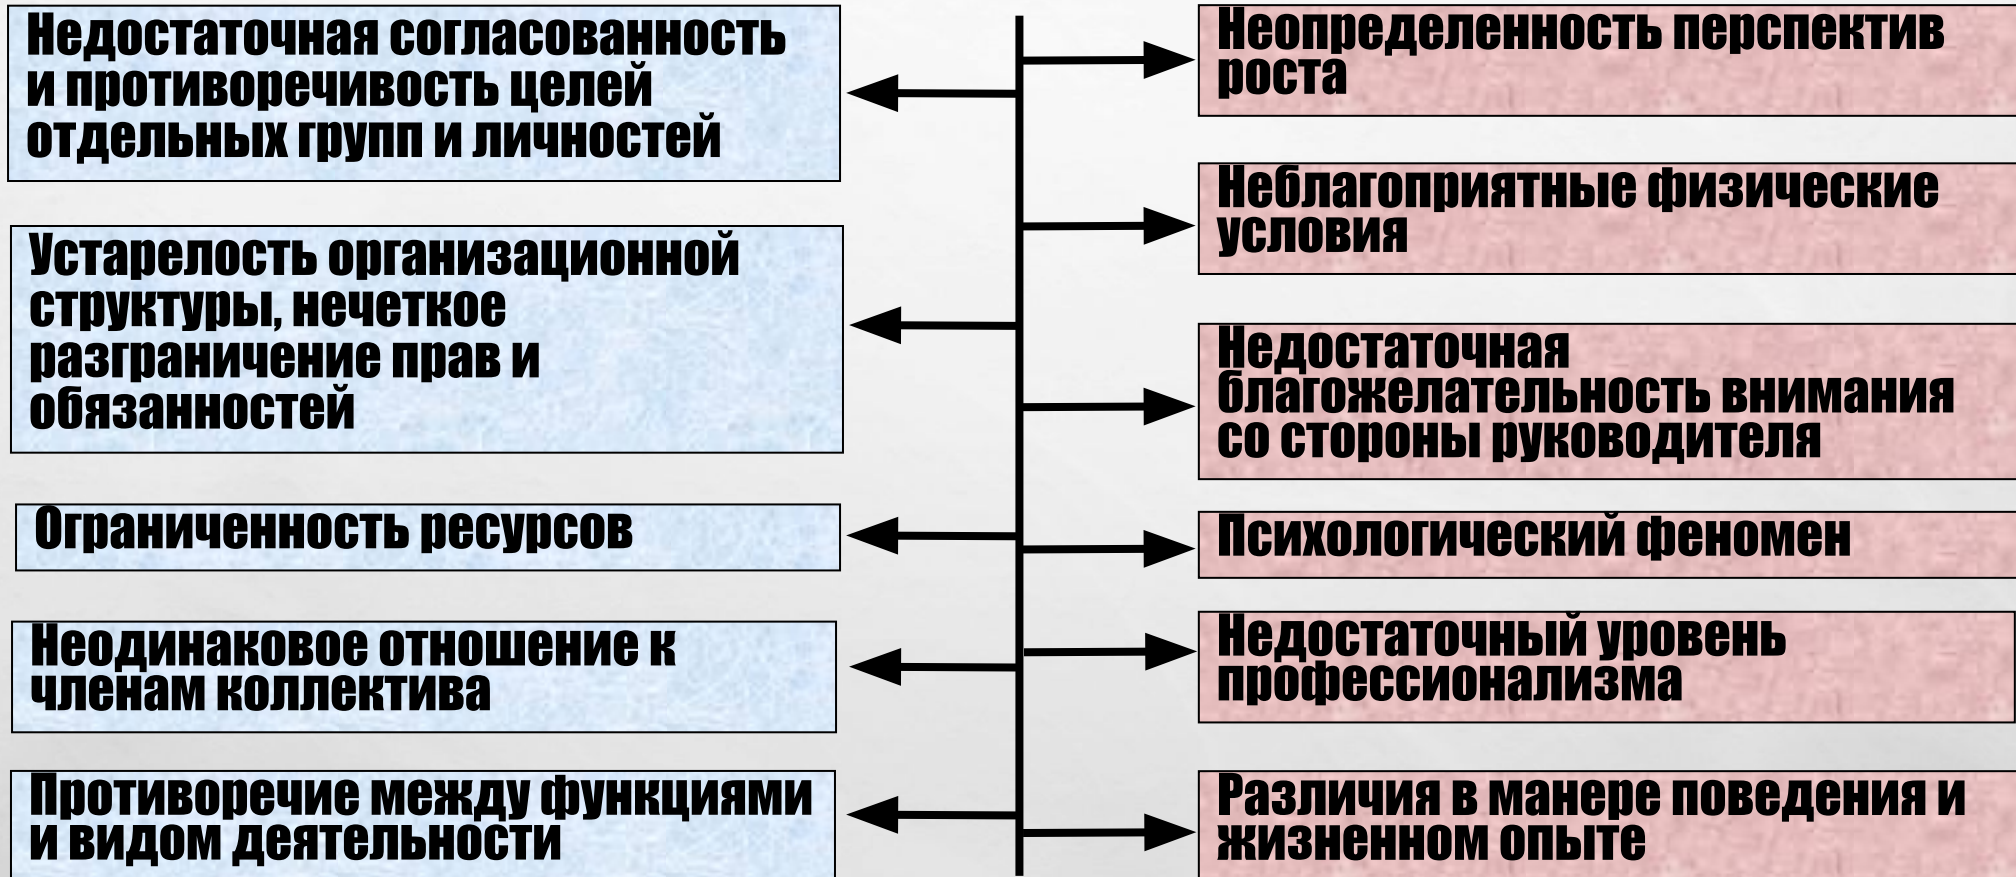 Недостаточная согласованность
и противоречивость целей
отдельных групп и личностей
Устарелость организационной
структуры, нечеткое
разграничение прав и
обязанностей
Ограниченность ресурсов
Неодинаковое отношение к
членам коллектива
Противоречие между функциями
и видом деятельности
Неопределенность перспектив
роста
Неблагоприятные физические
условия
Недостаточная
благожелательность внимания
со стороны руководителя
Психологический феномен
Недостаточный уровень
профессионализма
Различия в манере поведения и
жизненном опыте